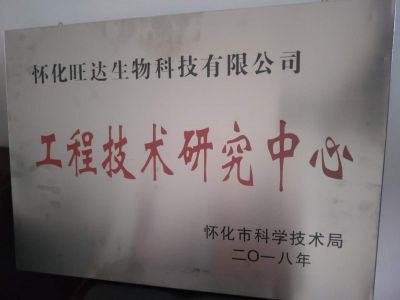 怀化旺达生物科技有限公司
工程技术研究中心
怀化市科学技术局
二〇一八年